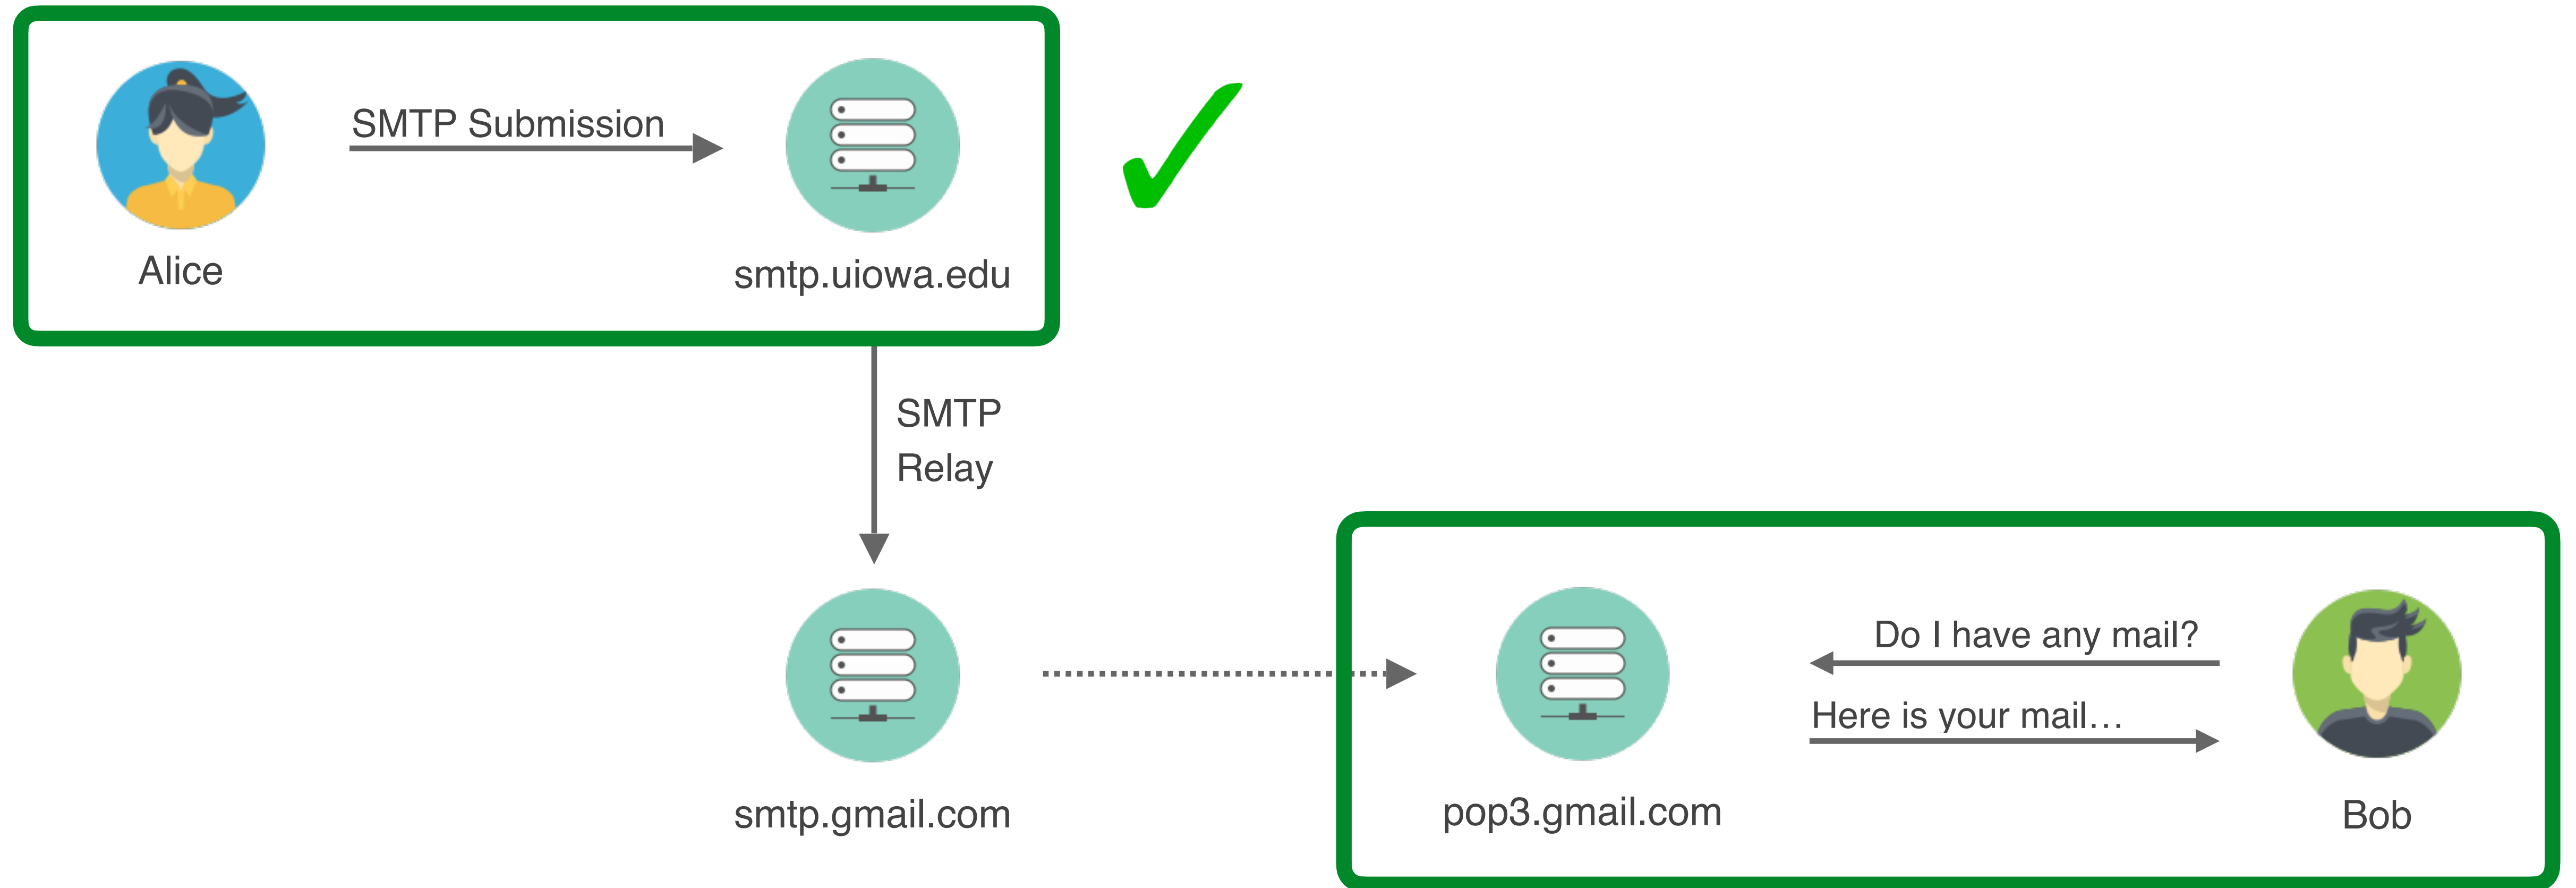 SMTP Submission
Alice
smtp.uiowa.edu
SMTP
Relay
smtp.gmail.com
Do I have any mail?
Here is your mail…
pop3.gmail.com
Bob